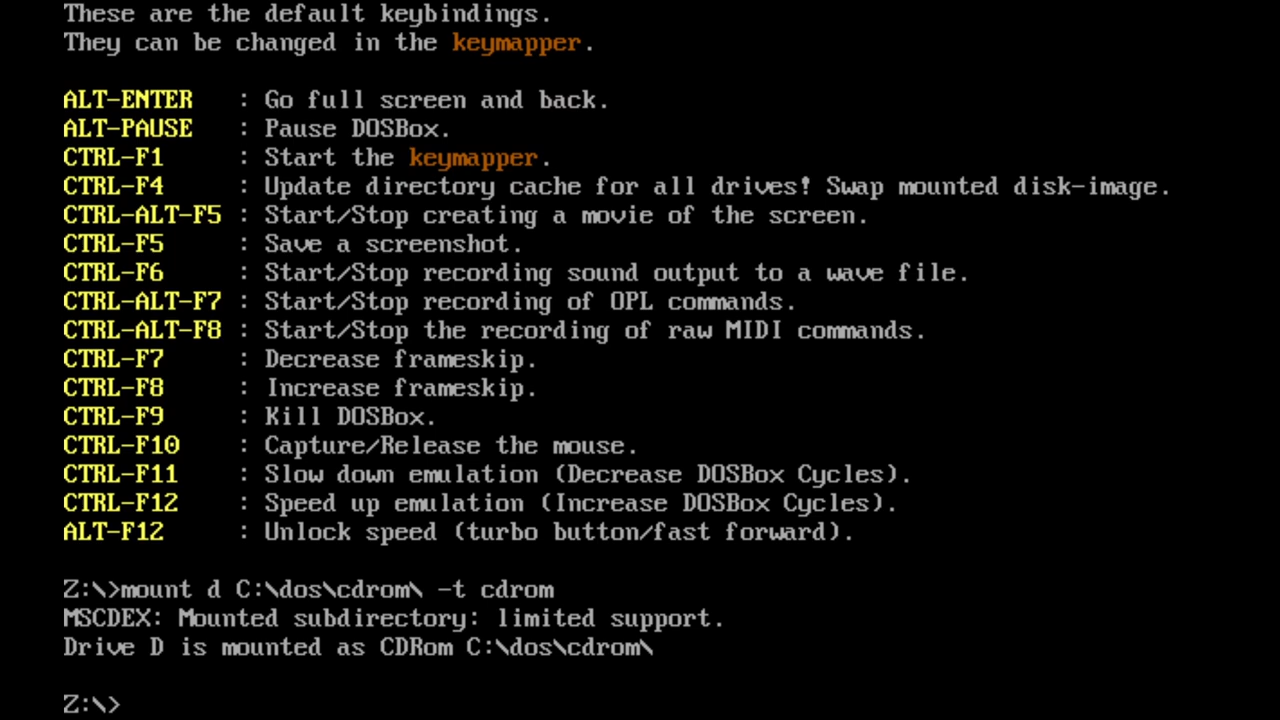 These are the default keybindings.
They can be changed in the keymapper.
ALT-ENTER : Go full screen and back.
ALT-PAUSE : Pause DOSBox.
CTRL-F1 : Start the keymapper.
CTRL-F4 : Update directory cache for all drives! Swap mounted disk-image.
CTRL-ALT-F5 : Start/Stop creating a movie of the screen.
CTRL-F5 : Save a screenshot.
CTRL-F6 : Start/Stop recording sound output to a wave file.
CTRL-ALT-F7 : Start/Stop recording of OPL commands.
CTRL-ALT-F8 : Start/Stop the recording of raw MIDI commands.
CTRL-F7 : Decrease frameskip.
CTRL-F8 : Increase frameskip.
CTRL-F9 : Kill DOSBox.
CTRL-F10 : Capture/Release the mouse.
CTRL-F11 : Slow down emulation (Decrease DOSBox Cycles).
CTRL-F12 : Speed up emulation (Increase DOSBox Cycles).
ALT-F12 : Unlock speed (turbo button/fast forward).
Z:\>mount d C:\dos\cdrom\ -t cdrom
MSCDEX: Mounted subdirectory: limited support.
Drive D is mounted as CDRom C:\dos\cdrom\
Z:\>